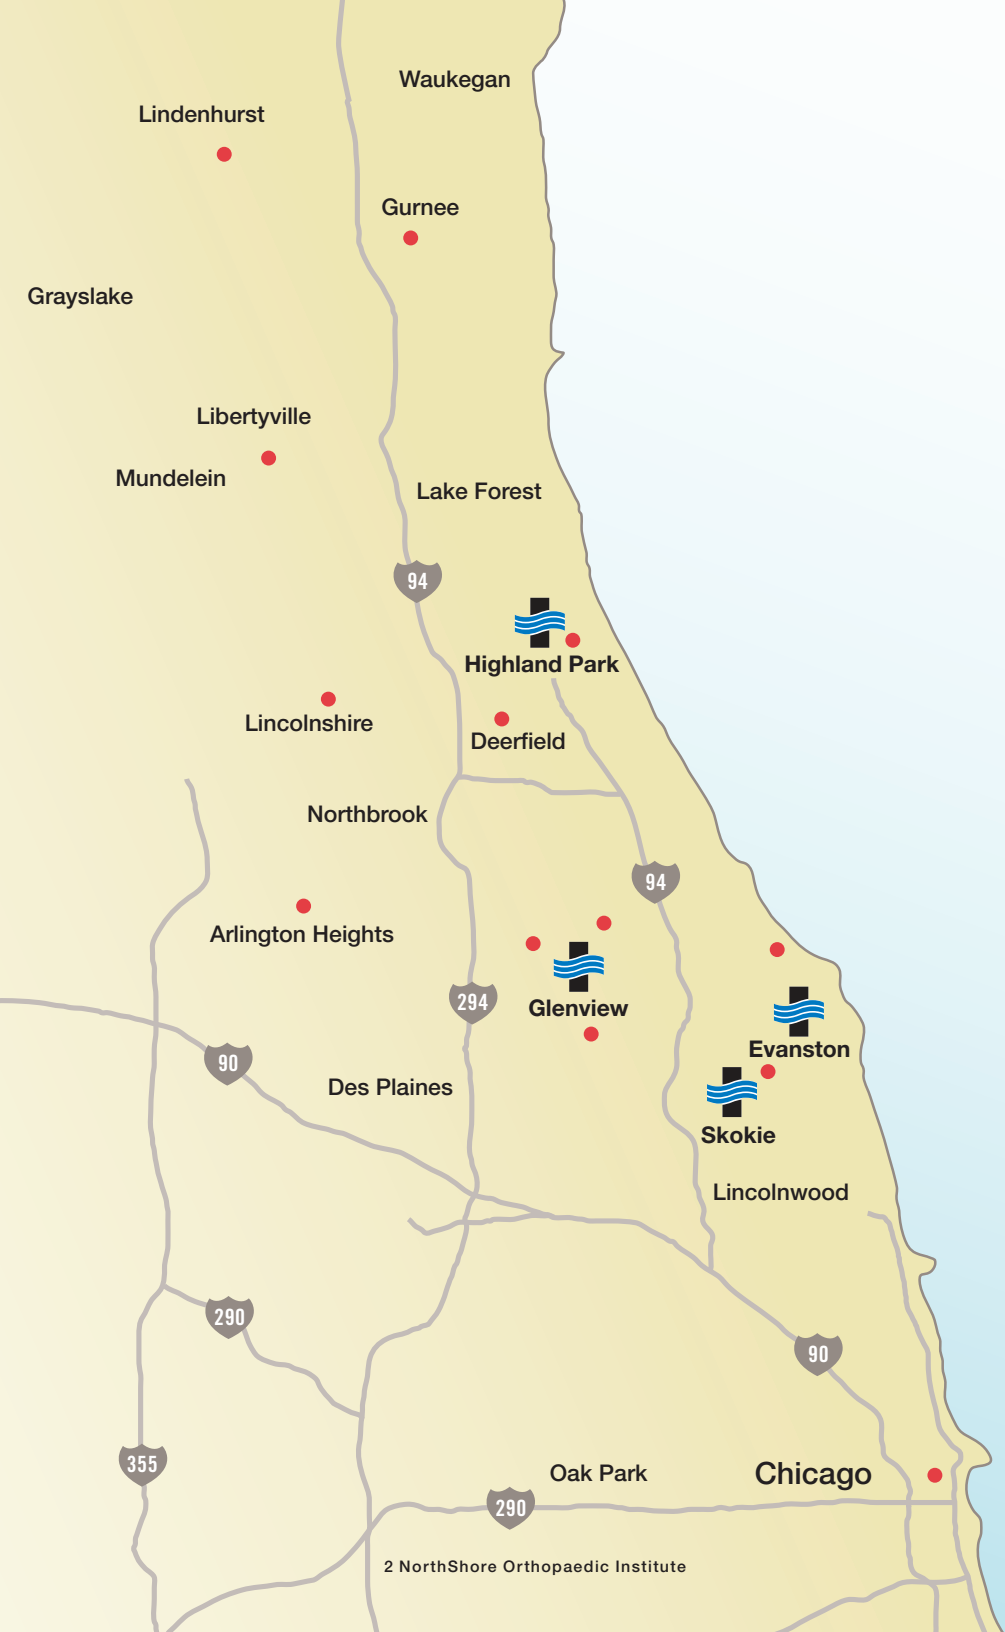 Waukegan
Lindenhurst
Gurnee
Grayslake
Libertyville
Mundelein
Lake Forest
94
Highland Park
Lincolnshire
Deerfield
Northbrook
94
Arlington Heights
294
Glenview
Evanston
90
Des Plaines
Skokie
Lincolnwood
290
90
355
Oak Park
Chicago
290
2 NorthShore Orthopaedic Institute